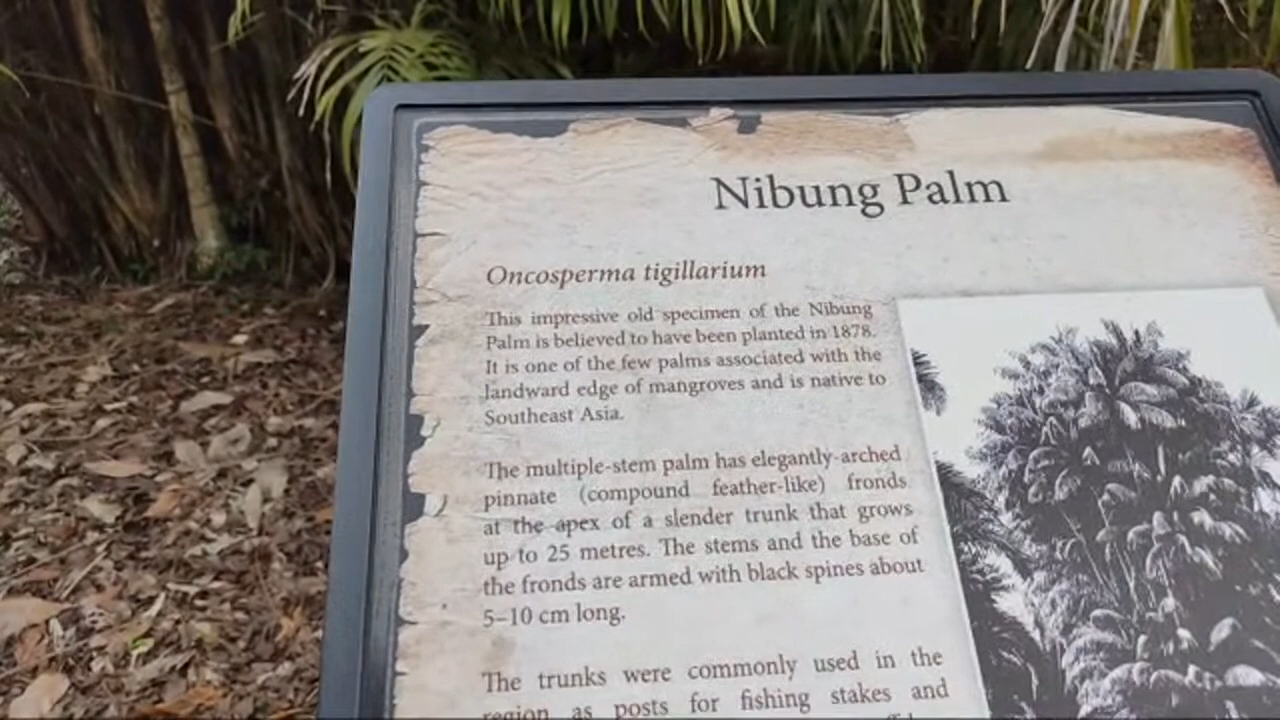 Nibung Palm
Oncosperma tigillarium
This impressive old specimen of the Nibung
Palm is believed to have been planted in 1878.
It is one of the few palms associated with the
landward edge of mangroves and is native to
Southeast Asia.
The multiple-stem palm has elegantly-arched
pinnate (compound feather-like) fronds
at the apex of a slender trunk that grows
up to 25 metres. The stems and the base of
the fronds are armed with black spines about
5–10 cm long.
The trunks were commonly used in the
region as posts for fishing stakes and